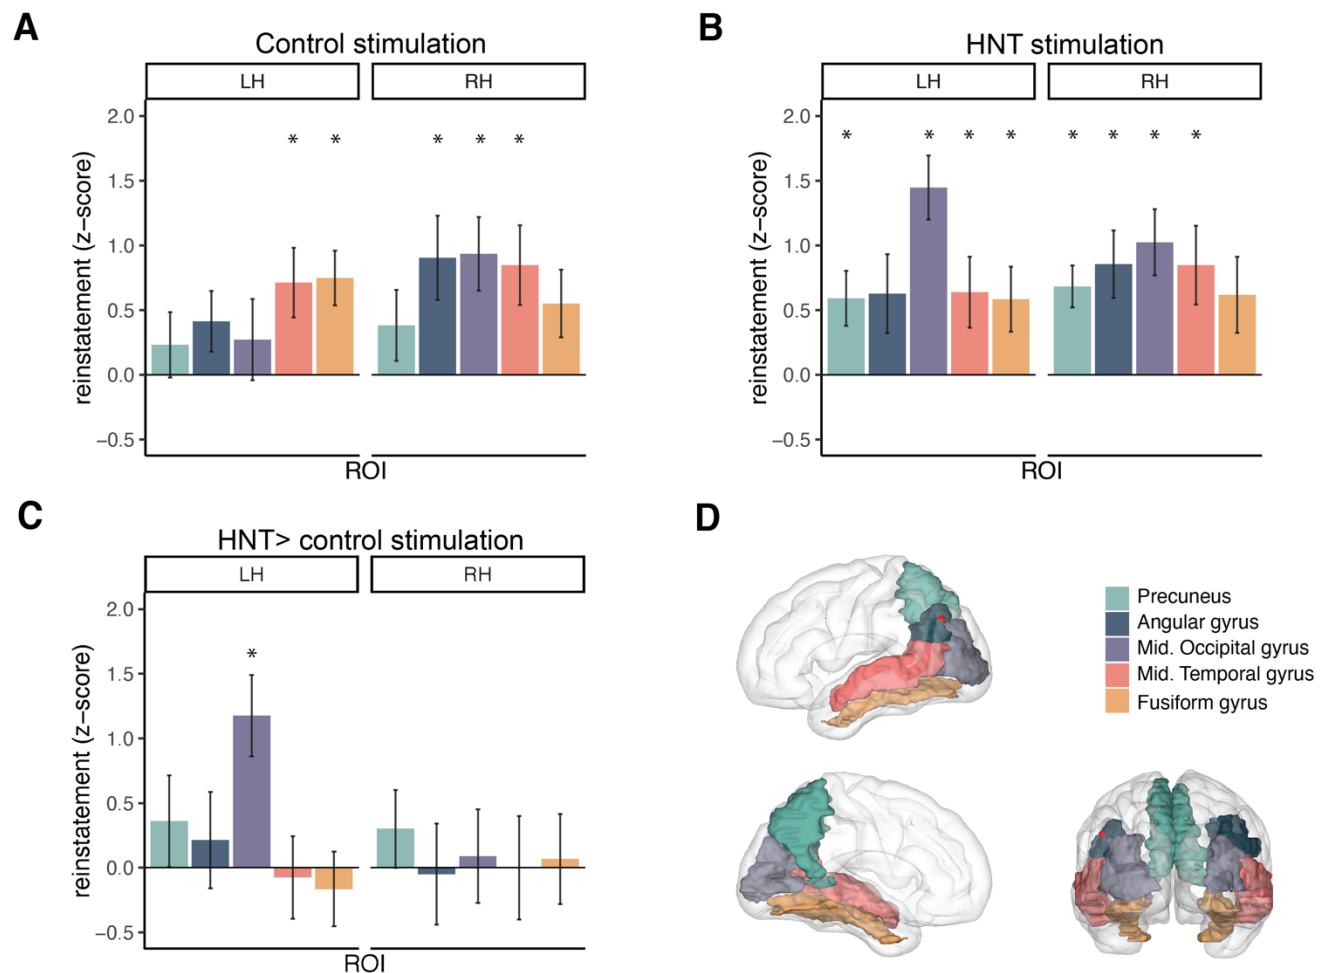 A
Control stimulation
LH
RH
2.0
1.5
1.0
0.5
0.0
−0.5
reinstatement (z−score)
* * * * *
ROI
B
HNT stimulation
LH
RH
2.0
1.5
1.0
0.5
0.0
−0.5
reinstatement (z−score)
* * * * * * * *
ROI
C
HNT> control stimulation
LH
RH
2.0
1.5
1.0
0.5
0.0
−0.5
reinstatement (z−score)
*
ROI
D
Precuneus
Angular gyrus
Mid. Occipital gyrus
Mid. Temporal gyrus
Fusiform gyrus